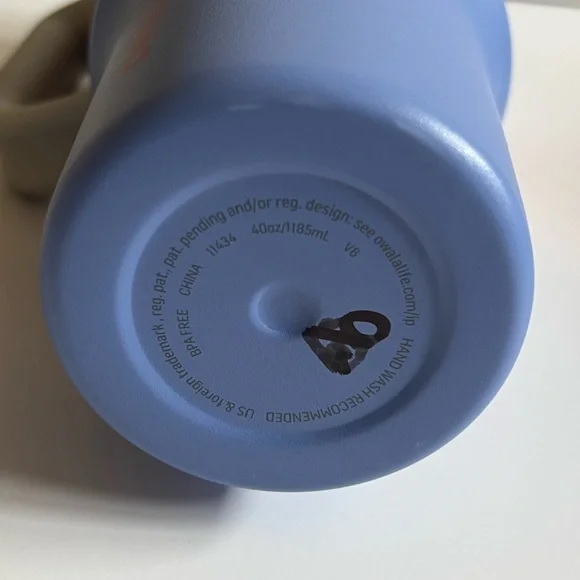 US & foreign trademark, reg. pat., pat. pending and/or reg. design: see owalalife.com/ip HAND WASH RECOMMENDED
BPA FREE CHINA 11434 40oz/1185mL V6